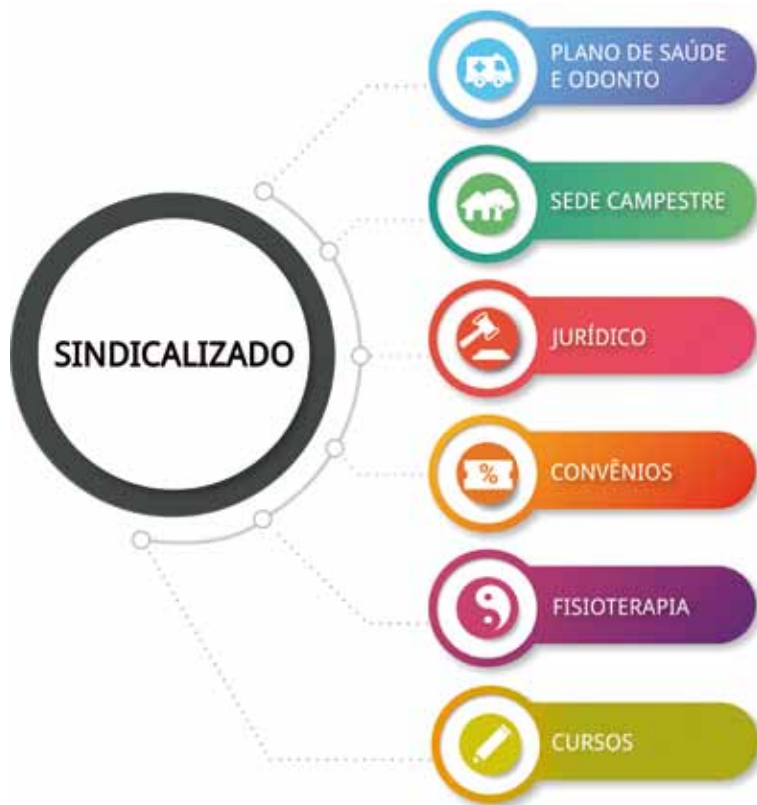 SINDICALIZADO
PLANO DE SAÚDE
E ODONTO
SEDE CAMPESTRE
JURÍDICO
%
CONVÊNIOS
FISIOTERAPIA
CURSOS